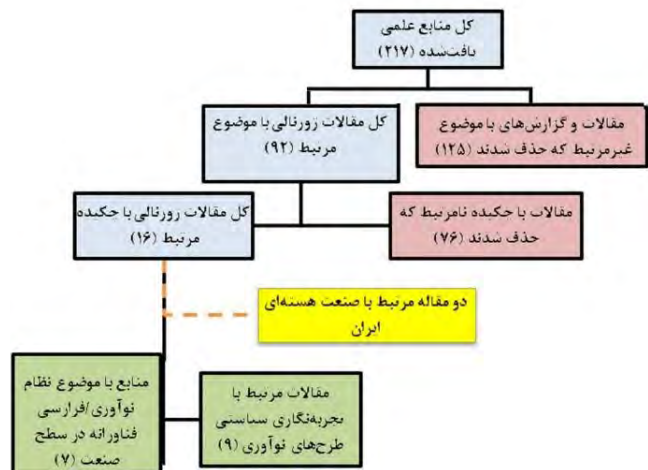 کل منابع علمی
یافت‌شده (۲۱۷)
کل مقالات ژورنالی با موضوع
مرتبط (۹۲)
مقالات و گزارش‌های با موضوع
غیرمرتبط که حذف شدند (۱۲۵)
کل مقالات ژورنالی با چکیده
مرتبط (۱۶)
مقالات با چکیده نامرتبط که
حذف شدند (۷۶)
دو مقاله مرتبط با صنعت هسته‌ای
ایران
منابع با موضوع نظام
نوآوری/فرارسی
فناورانه در سطح
صنعت (۷)
مقالات مرتبط با
تجربه‌نگاری سیاستی
طرح‌های نوآوری (۹)